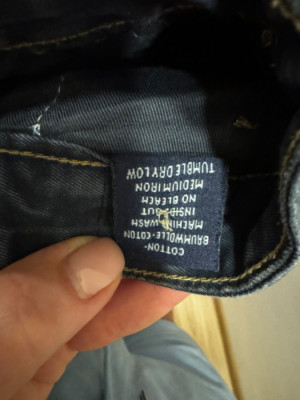 COTTON-
BAUMWOLLE-COTON
MACHINE WASH
INSIDE OUT
NO BLEACH
MEDIUM IRON
TUMBLE DRY LOW